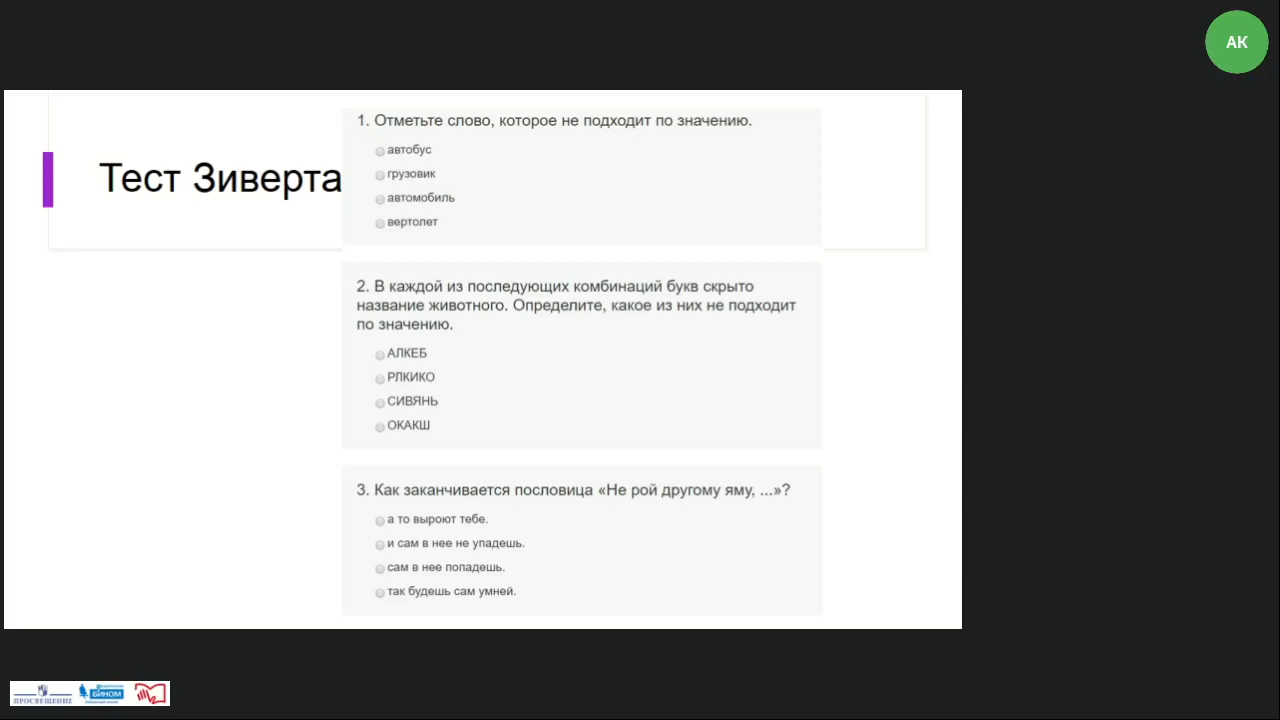 АК
Тест Зиверта
1. Отметьте слово, которое не подходит по значению.
автобус
грузовик
автомобиль
вертолет
2. В каждой из последующих комбинаций букв скрыто
название животного. Определите, какое из них не подходит
по значению.
АЛКЕБ
РЛКИКО
СИВЯНЬ
ОКАКШ
3. Как заканчивается пословица «Не рой другому яму, ...»?
а то выроют тебе.
и сам в нее не упадешь.
сам в нее попадешь.
так будешь сам умней.
ПРОСВЕЩЕНИЕ
БИНОМ